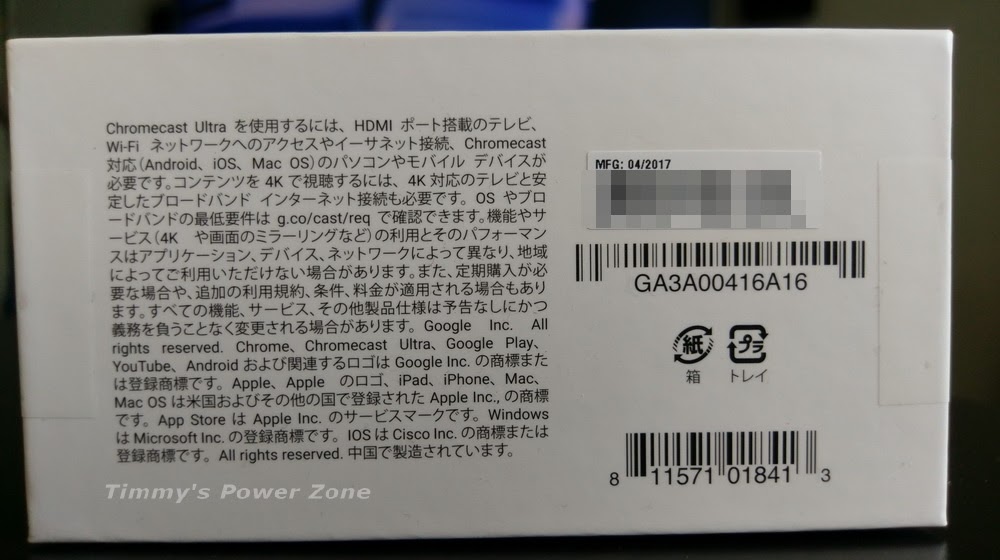 Chromecast Ultra を使用するには、HDMI ポート搭載のテレビ、
Wi-Fi ネットワークへのアクセスやイーサネット接続、Chromecast
対応(Android、iOS、Mac OS)のパソコンやモバイル デバイスが
必要です。コンテンツを 4K で視聴するには、4K 対応のテレビと安
定したブロードバンド インターネット接続も必要です。OS やブロ
ードバンドの最低要件は g.co/cast/req で確認できます。機能やサ
ービス(4K や画面のミラーリングなど)の利用とそのパフォーマン
スはアプリケーション、デバイス、ネットワークによって異なり、地域
によってご利用いただけない場合があります。また、定期購入が必
要な場合や、追加の利用規約、条件、料金が適用される場合もあり
ます。すべての機能、サービス、その他製品仕様は予告なしにかつ
義務を負うことなく変更される場合があります。Google Inc. All
rights reserved. Chrome、Chromecast Ultra、Google Play、
YouTube、Android および関連するロゴは Google Inc. の商標また
は登録商標です。Apple、Apple のロゴ、iPad、iPhone、Mac、
Mac OS は米国およびその他の国で登録された Apple Inc., の商標
です。App Store は Apple Inc. のサービスマークです。Windows
は Microsoft Inc. の登録商標です。IOS は Cisco Inc. の商標または
登録商標です。All rights reserved. 中国で製造されています。
MFG: 04/2017
GA3A00416A16
紙 プラ
箱 トレイ
8 11571 01841 3
Timmy's Power Zone